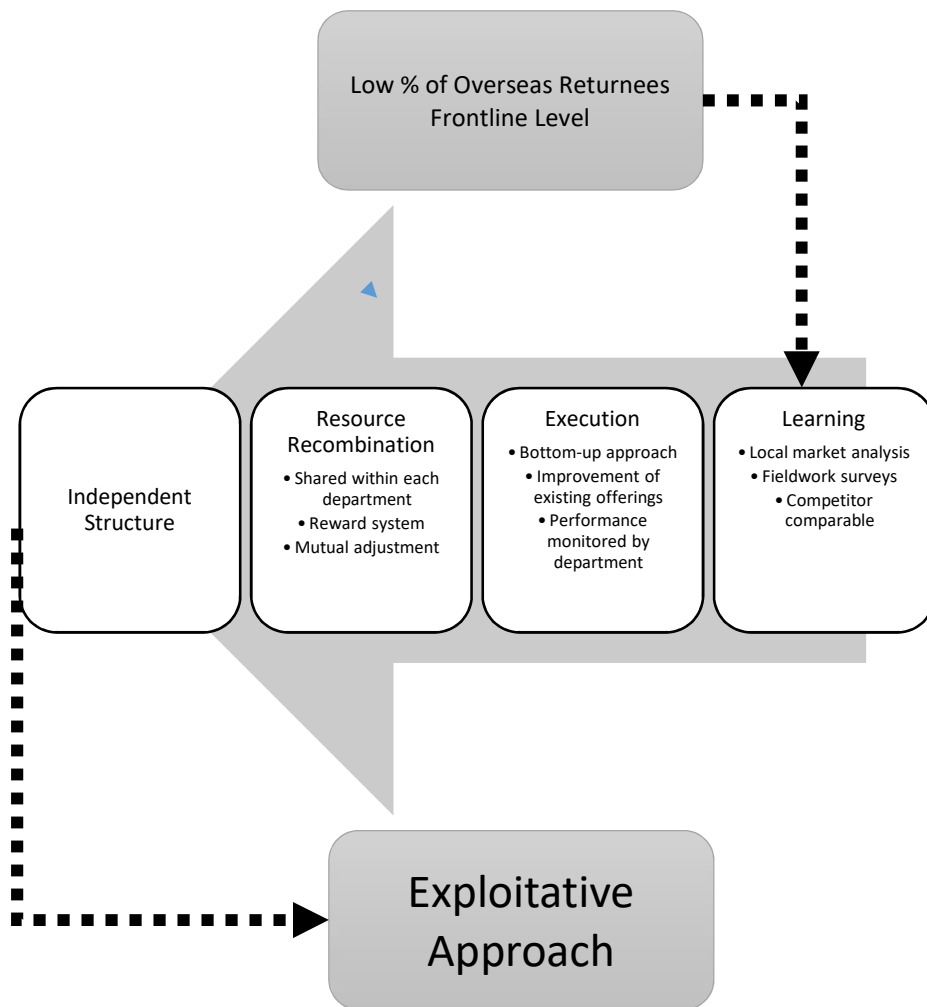 Low % of Overseas Returnees
Frontline Level
Independent
Structure
Resource
Recombination
• Shared within each
department
• Reward system
• Mutual adjustment
Execution
• Bottom-up approach
• Improvement of
existing offerings
• Performance
monitored by
department
Learning
• Local market analysis
• Fieldwork surveys
• Competitor
comparable
Exploitative
Approach